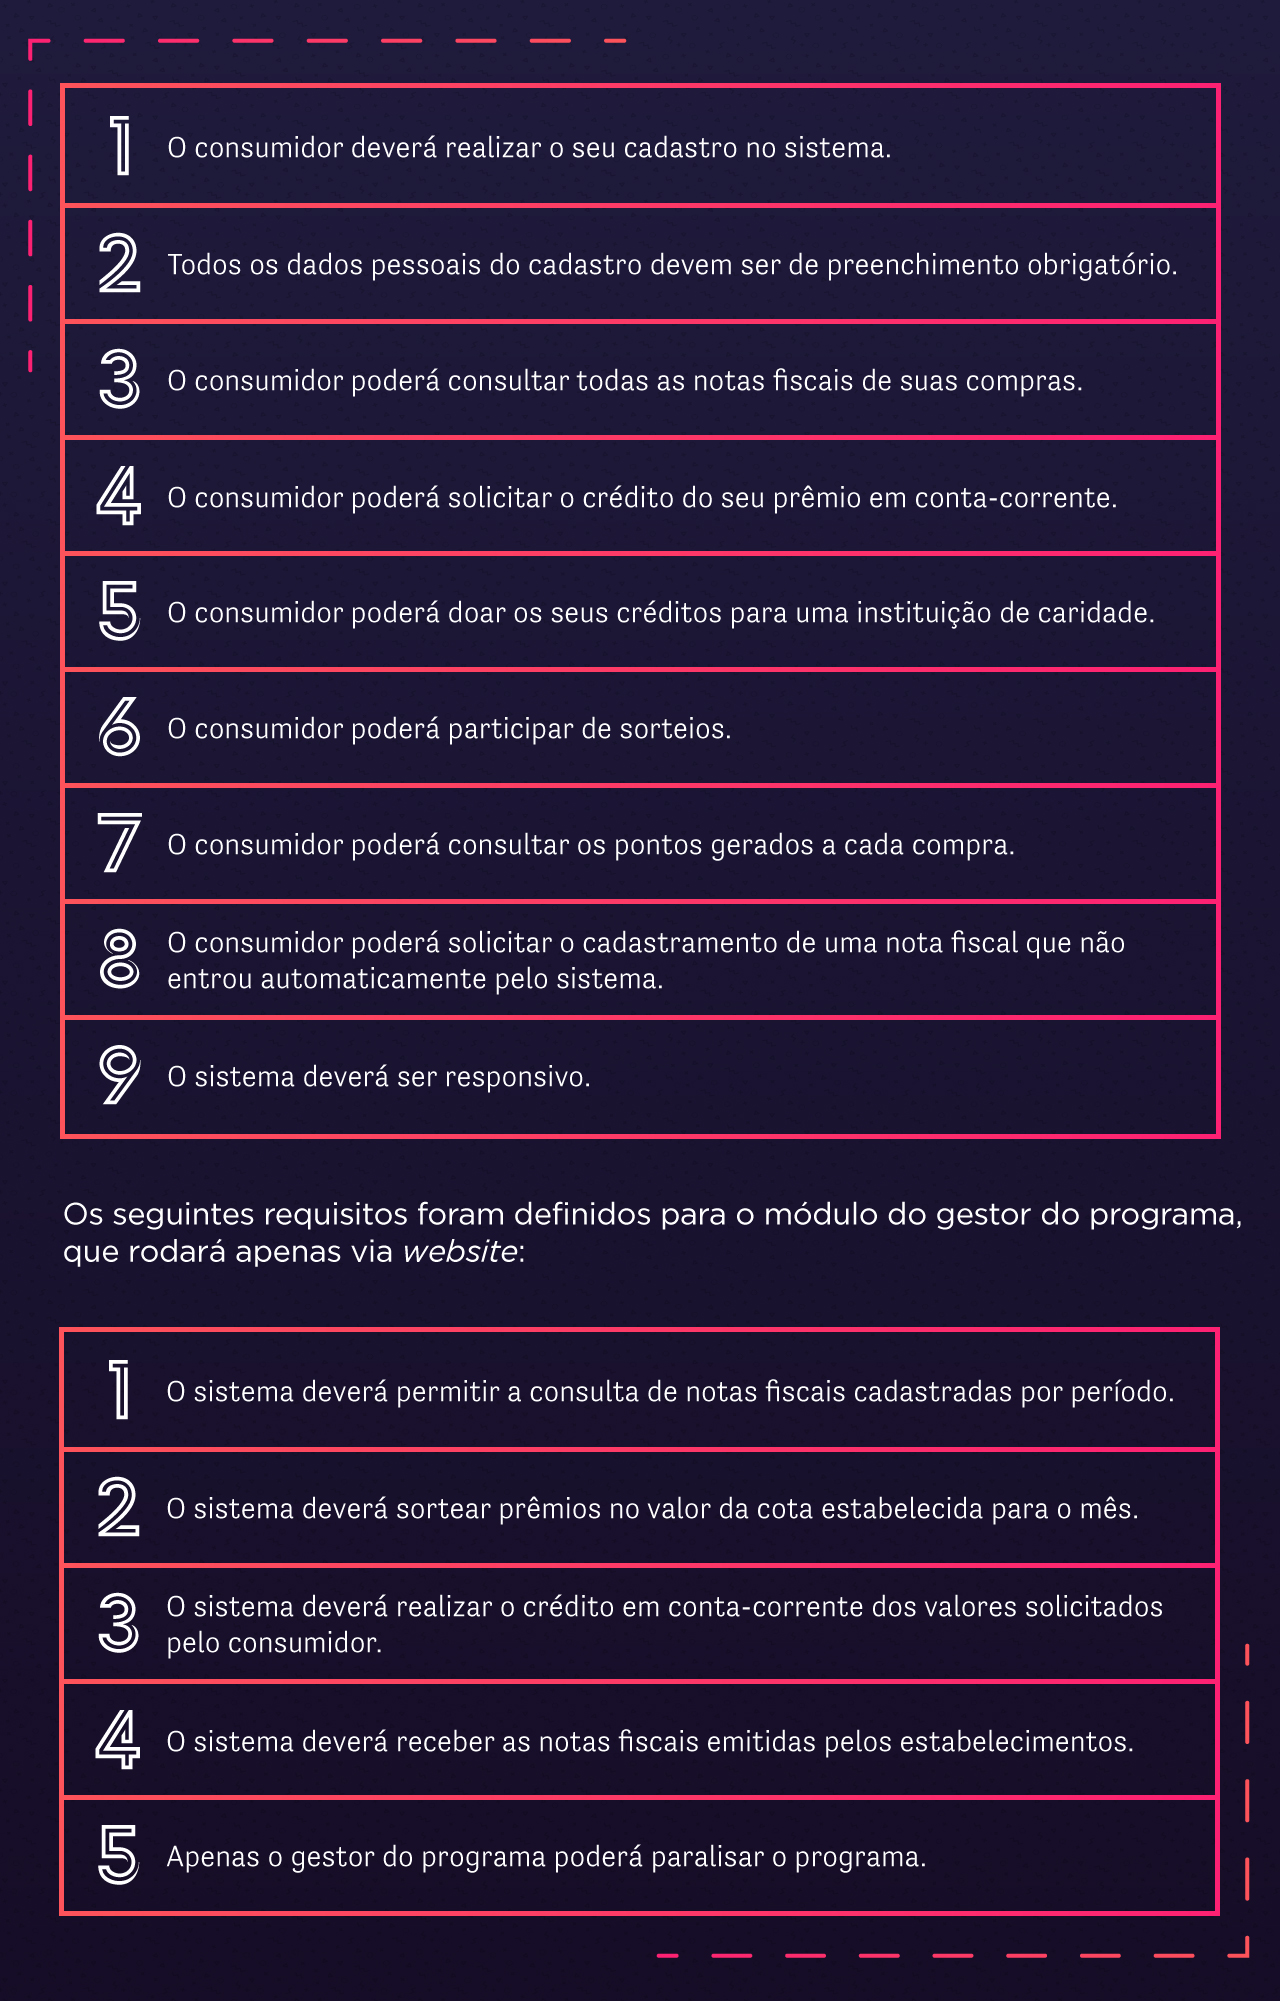 1 O consumidor deverá realizar o seu cadastro no sistema.
2 Todos os dados pessoais do cadastro devem ser de preenchimento obrigatório.
3 O consumidor poderá consultar todas as notas fiscais de suas compras.
4 O consumidor poderá solicitar o crédito do seu prêmio em conta-corrente.
5 O consumidor poderá doar os seus créditos para uma instituição de caridade.
6 O consumidor poderá participar de sorteios.
7 O consumidor poderá consultar os pontos gerados a cada compra.
8 O consumidor poderá solicitar o cadastramento de uma nota fiscal que não
entrou automaticamente pelo sistema.
9 O sistema deverá ser responsivo.
Os seguintes requisitos foram definidos para o módulo do gestor do programa,
que rodará apenas via website:
1 O sistema deverá permitir a consulta de notas fiscais cadastradas por período.
2 O sistema deverá sortear prêmios no valor da cota estabelecida para o mês.
3 O sistema deverá realizar o crédito em conta-corrente dos valores solicitados
pelo consumidor.
4 O sistema deverá receber as notas fiscais emitidas pelos estabelecimentos.
5 Apenas o gestor do programa poderá paralisar o programa.